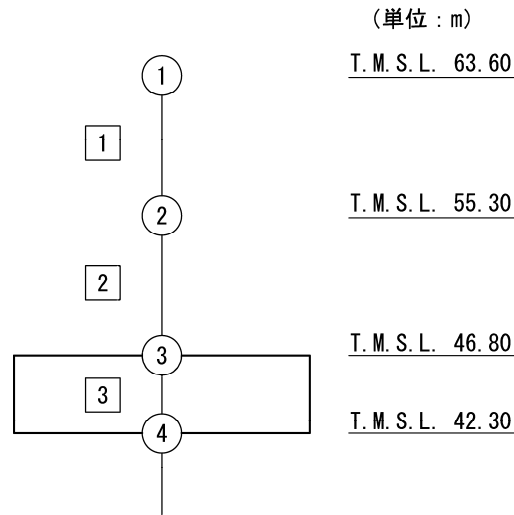 (単位：m)
① T.M.S.L. 63.60
1
② T.M.S.L. 55.30
2
③ T.M.S.L. 46.80
3
④ T.M.S.L. 42.30